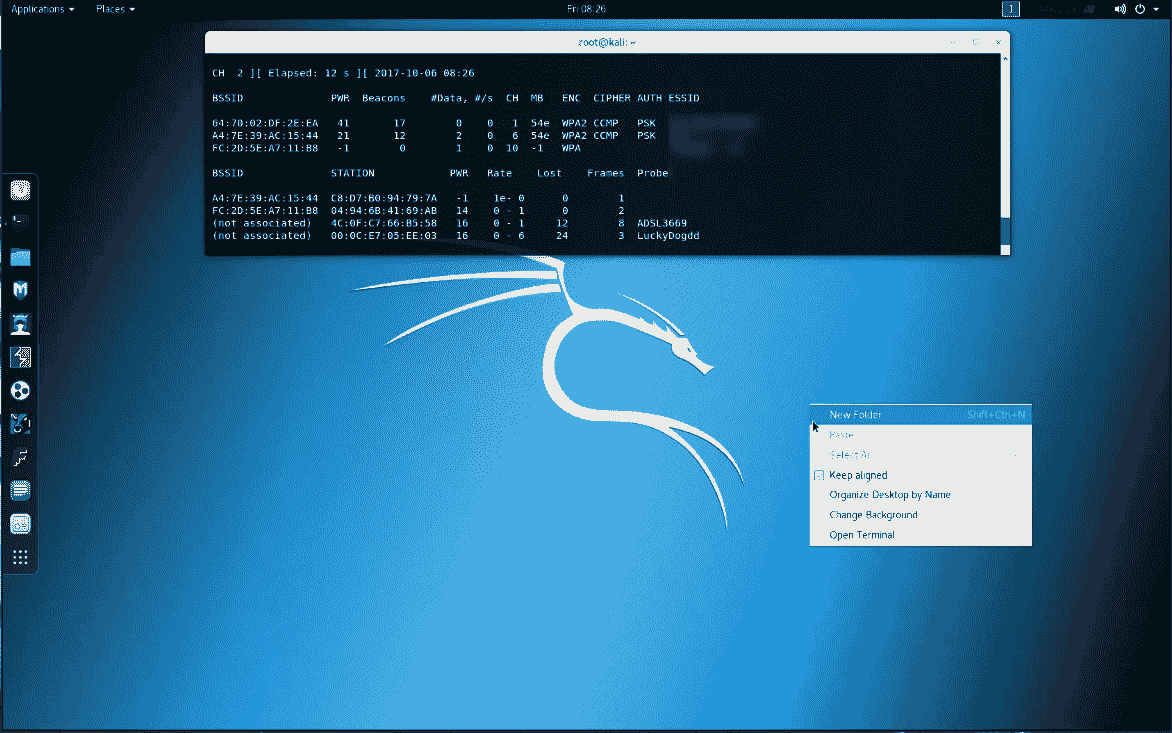 Applications Places Fri 08:26 1
root@kali: ~
CH 2 ][ Elapsed: 12 s ][ 2017-10-06 08:26
BSSID PWR Beacons #Data, #/s CH MB ENC CIPHER AUTH ESSID
64:70:02:DF:2E:EA 41 17 0 0 1 54e WPA2 CCMP PSK
A4:7E:39:AC:15:44 21 12 2 0 6 54e WPA2 CCMP PSK
FC:2D:5E:A7:11:B8 -1 0 1 0 10 -1 WPA
BSSID STATION PWR Rate Lost Frames Probe
A4:7E:39:AC:15:44 C8:D7:B0:94:79:7A -1 1e- 0 0 1
FC:2D:5E:A7:11:B8 04:94:6B:41:69:AB 14 0 - 1 0 2
(not associated) 4C:0F:C7:66:B5:5B 16 0 - 1 12 8 ADSL3669
(not associated) 00:0C:E7:05:EE:03 16 0 - 6 24 3 LuckyDogdd
New Folder Shift+Ctrl+N
Paste
Select All
Keep aligned
Organize Desktop by Name
Change Background
Open Terminal